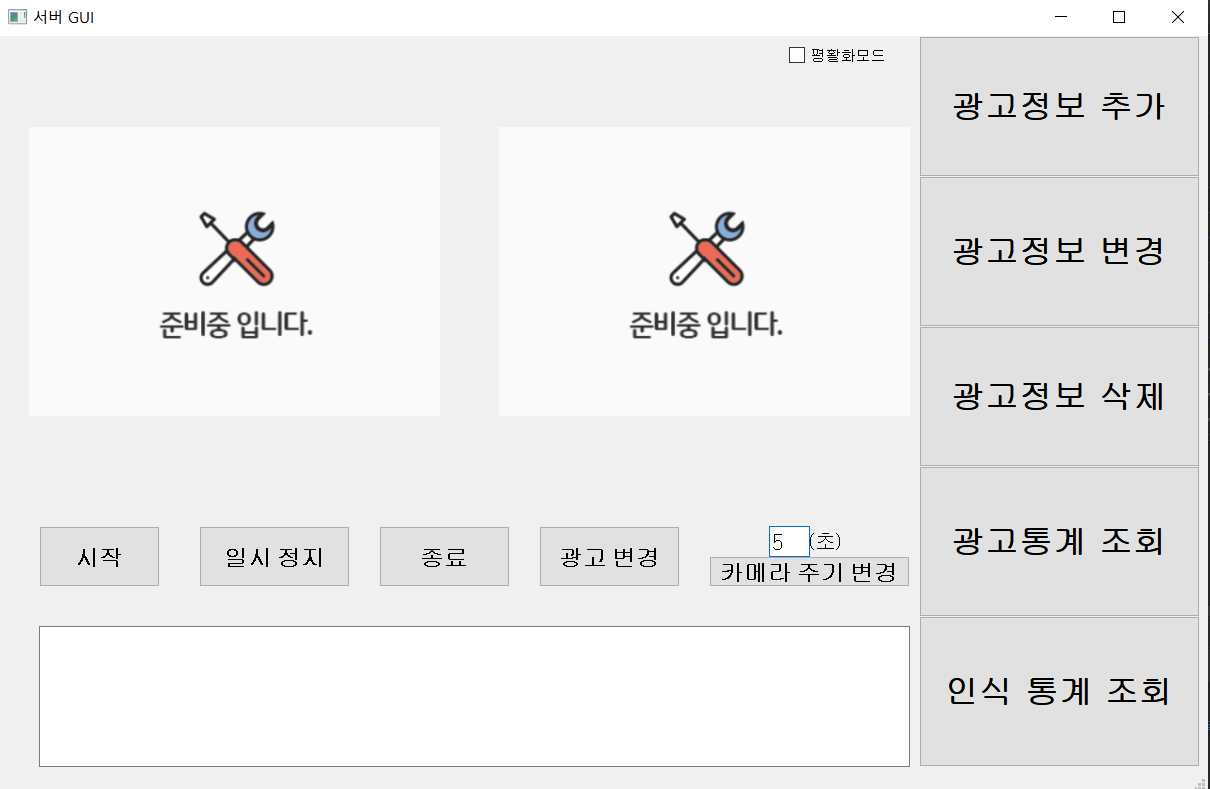 서버 GUI
평활화모드
준비중 입니다.
준비중 입니다.
시작
일시 정지
종료
광고 변경
5 (초)
카메라 주기 변경
광고정보 추가
광고정보 변경
광고정보 삭제
광고통계 조회
인식 통계 조회